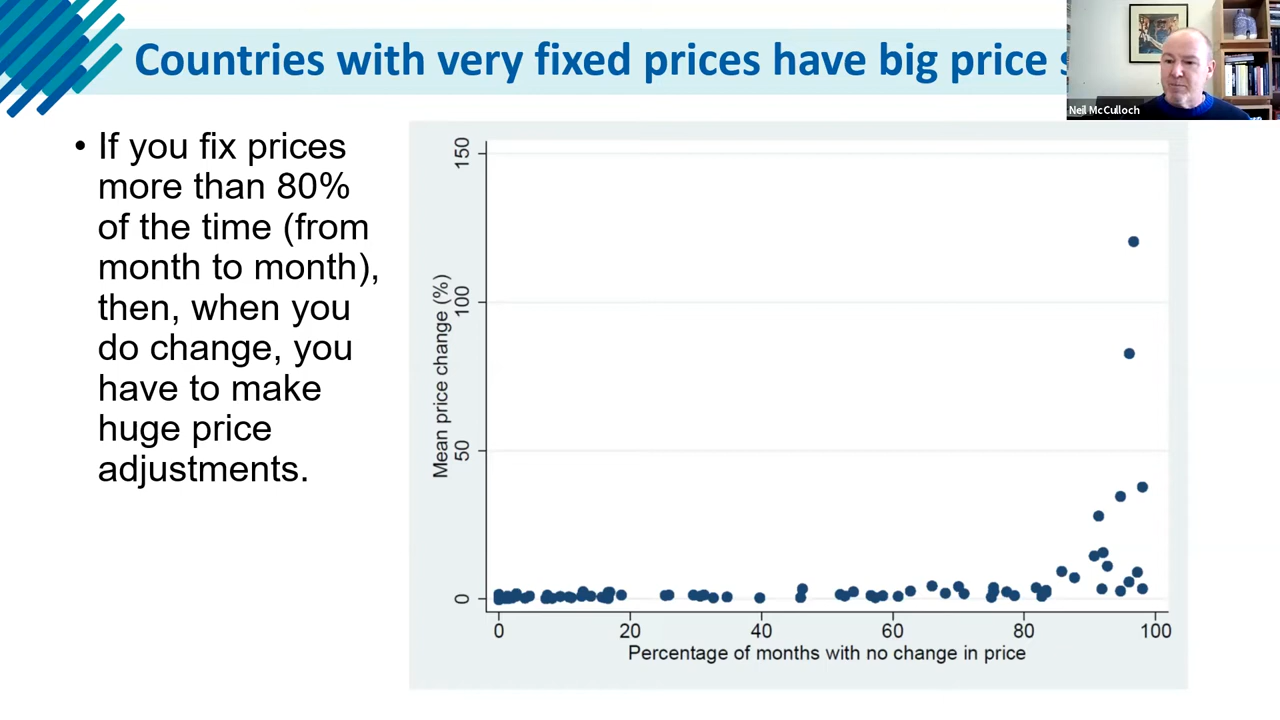 Countries with very fixed prices have big price s
Neil McCulloch
• If you fix prices
more than 80%
of the time (from
month to month),
then, when you
do change, you
have to make
huge price
adjustments.
Mean price change (%)
150
100
50
0
0 20 40 60 80 100
Percentage of months with no change in price